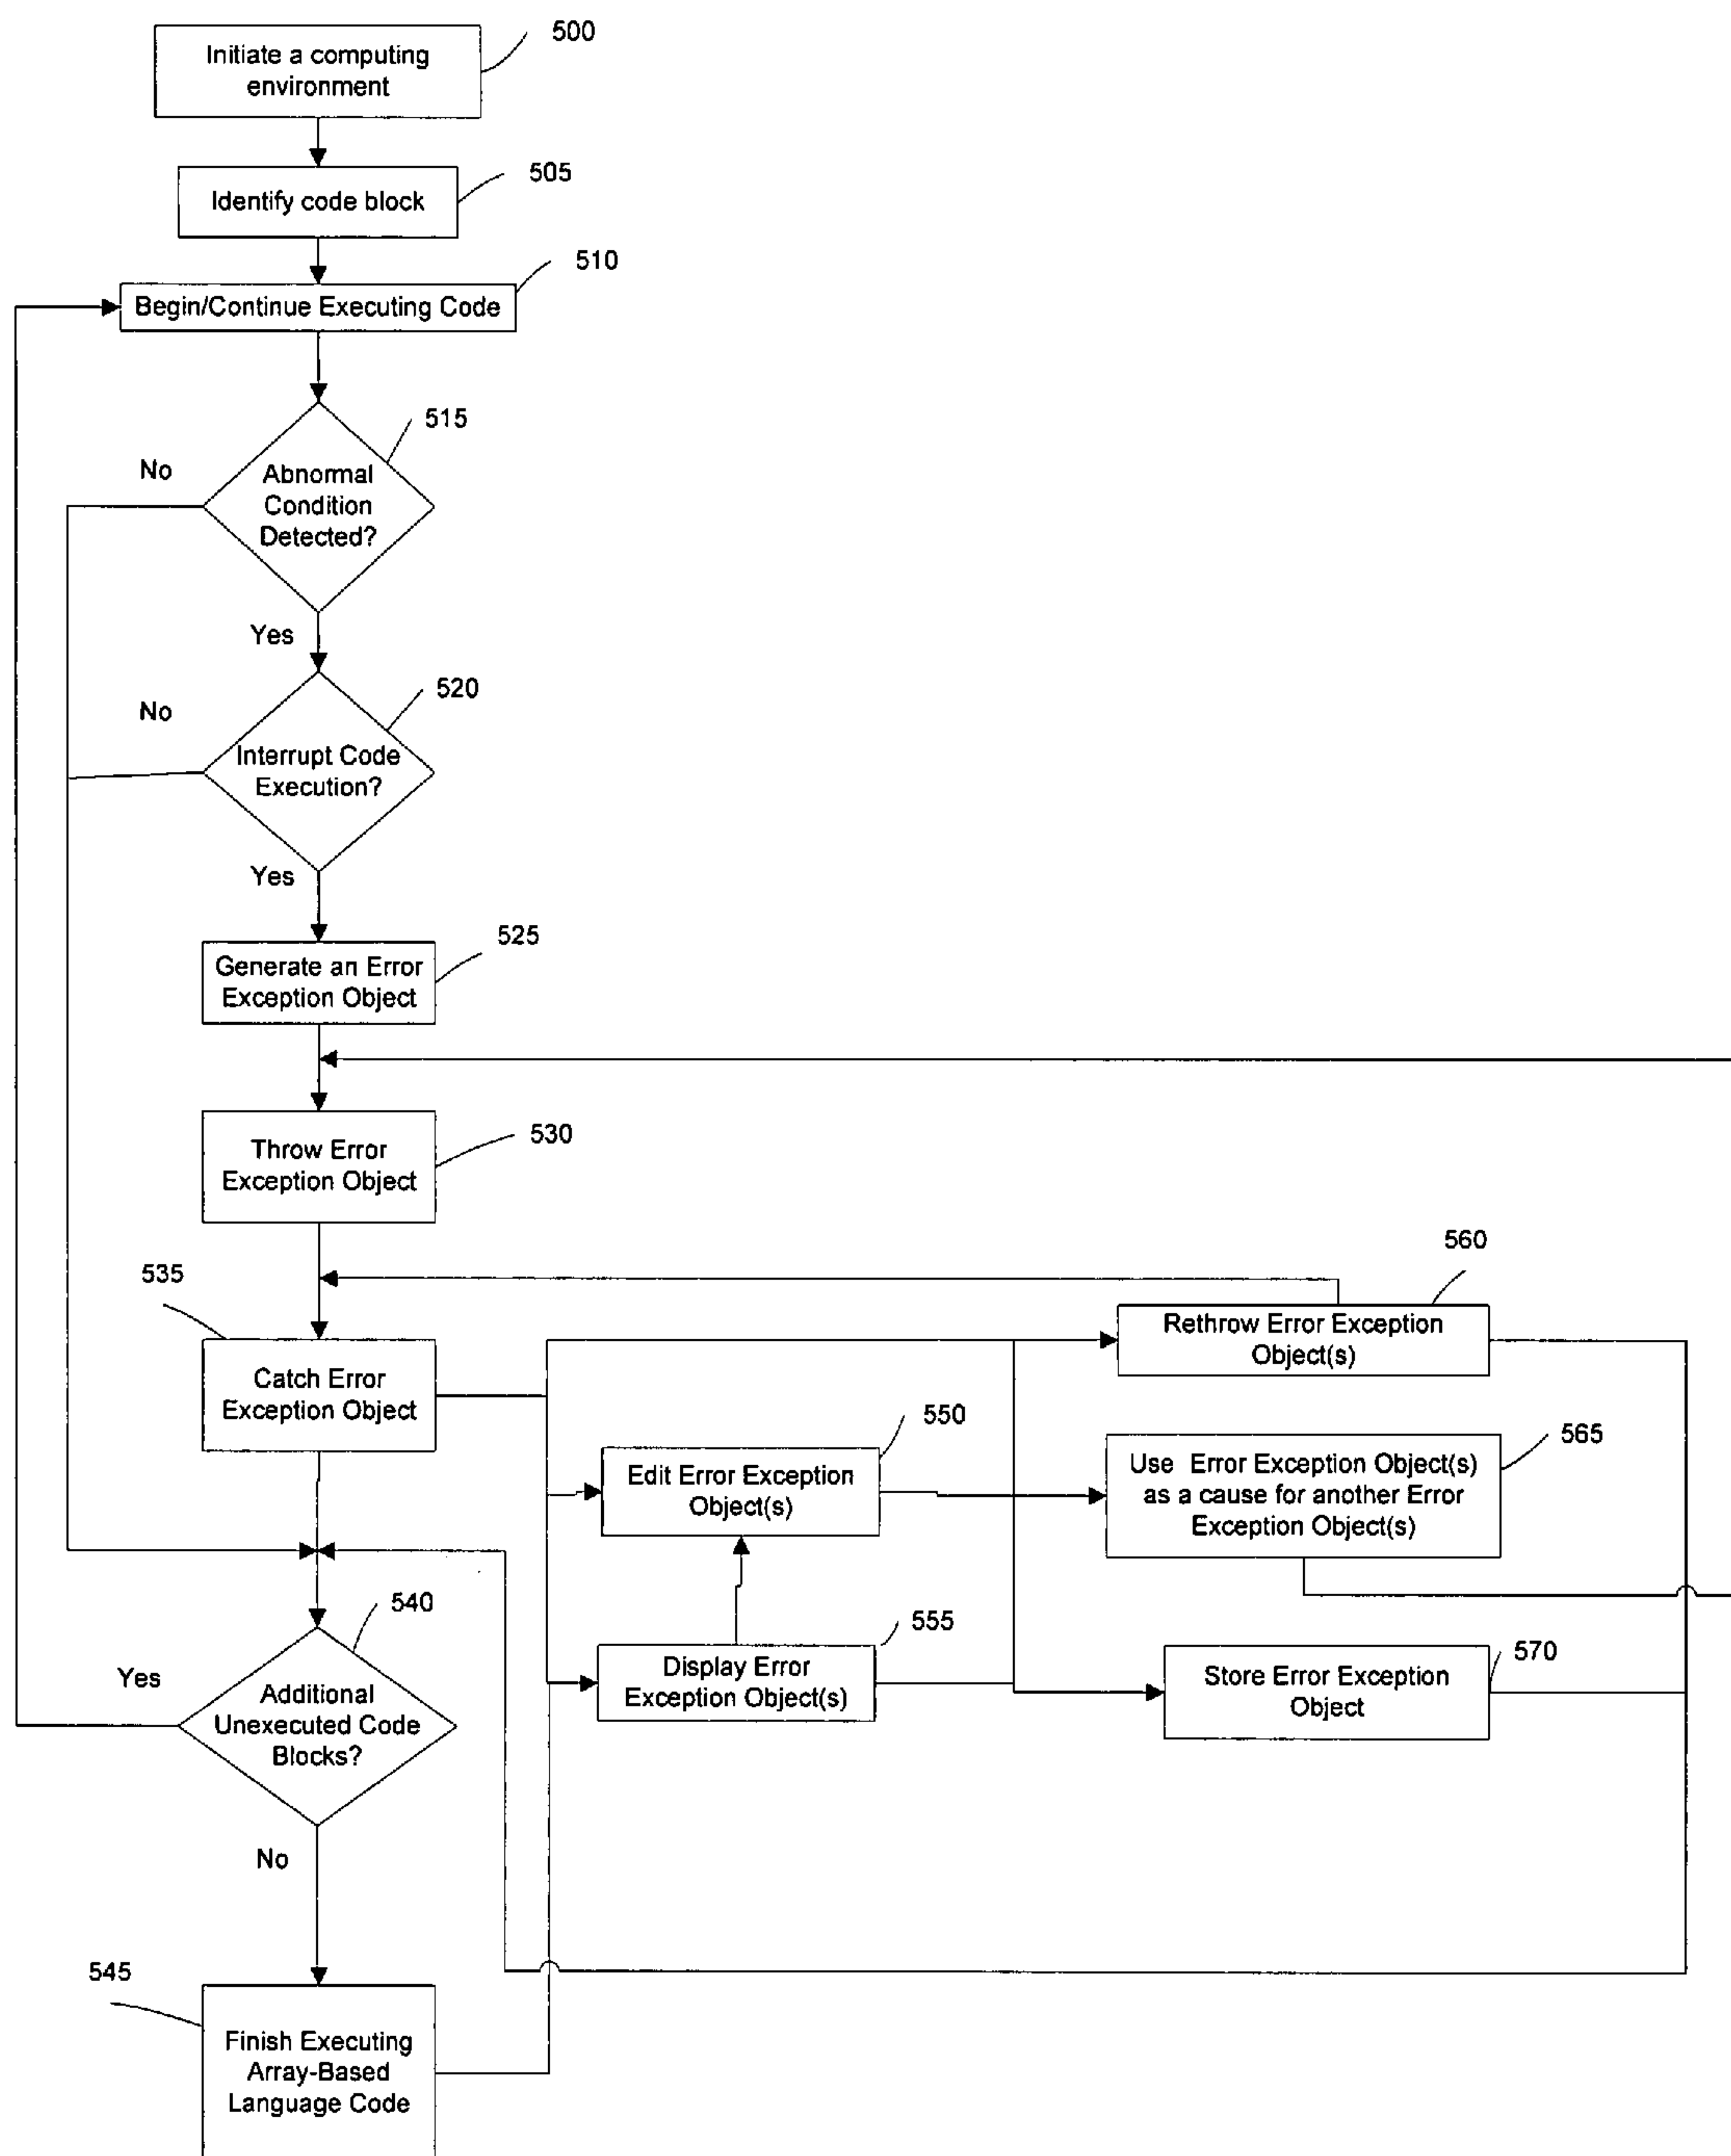 500
Initiate a computing
environment
505
Identify code block
510
Begin/Continue Executing Code
515
No
Abnormal
Condition
Detected?
Yes
520
No
Interrupt Code
Execution?
Yes
525
Generate an Error
Exception Object
530
Throw Error
Exception Object
535
Catch Error
Exception Object
560
Rethrow Error Exception
Object(s)
550
Edit Error Exception
Object(s)
565
Use Error Exception Object(s)
as a cause for another Error
Exception Object(s)
555
Display Error
Exception Object(s)
570
Store Error Exception
Object
540
Yes
Additional
Unexecuted Code
Blocks?
No
545
Finish Executing
Array-Based
Language Code